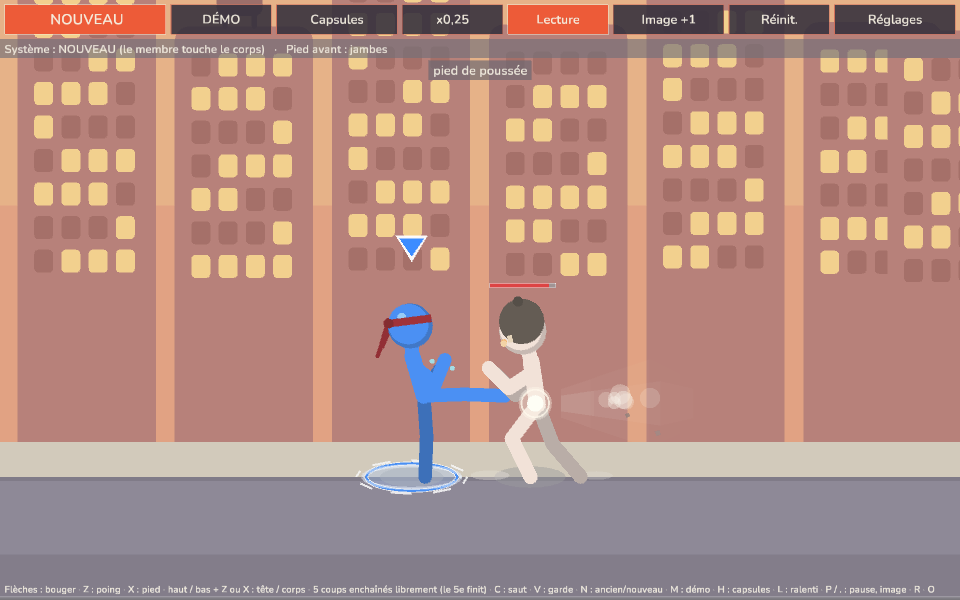 NOUVEAU DÉMO Capsules x0,25 Lecture Image +1 Réinit. Réglages
Système : NOUVEAU (le membre touche le corps) · Pied avant : jambes
pied de poussée
Flèches : bouger · Z : poing · X : pied · haut / bas + Z ou X : tête / corps · 5 coups enchaînés librement (le 5e finit) · C : saut · V : garde · N : ancien/nouveau · M : démo · H : capsules · L : ralenti · P / , : pause, image · R · O